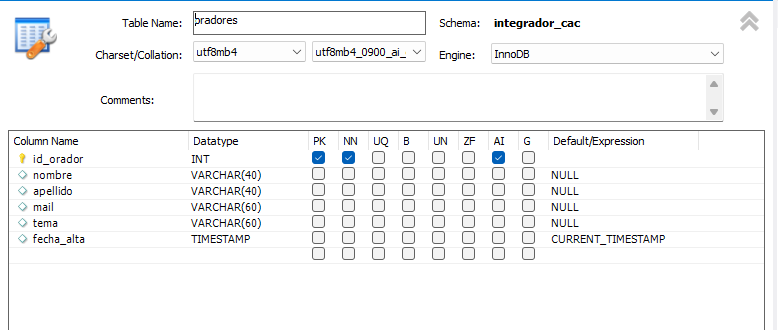 Table Name: oradores Schema: integrador_cac
Charset/Collation: utf8mb4 utf8mb4_0900_ai_ Engine: InnoDB
Comments:
Column Name Datatype PK NN UQ B UN ZF AI G Default/Expression
id_orador INT
nombre VARCHAR(40) NULL
apellido VARCHAR(40) NULL
mail VARCHAR(60) NULL
tema VARCHAR(60) NULL
fecha_alta TIMESTAMP CURRENT_TIMESTAMP